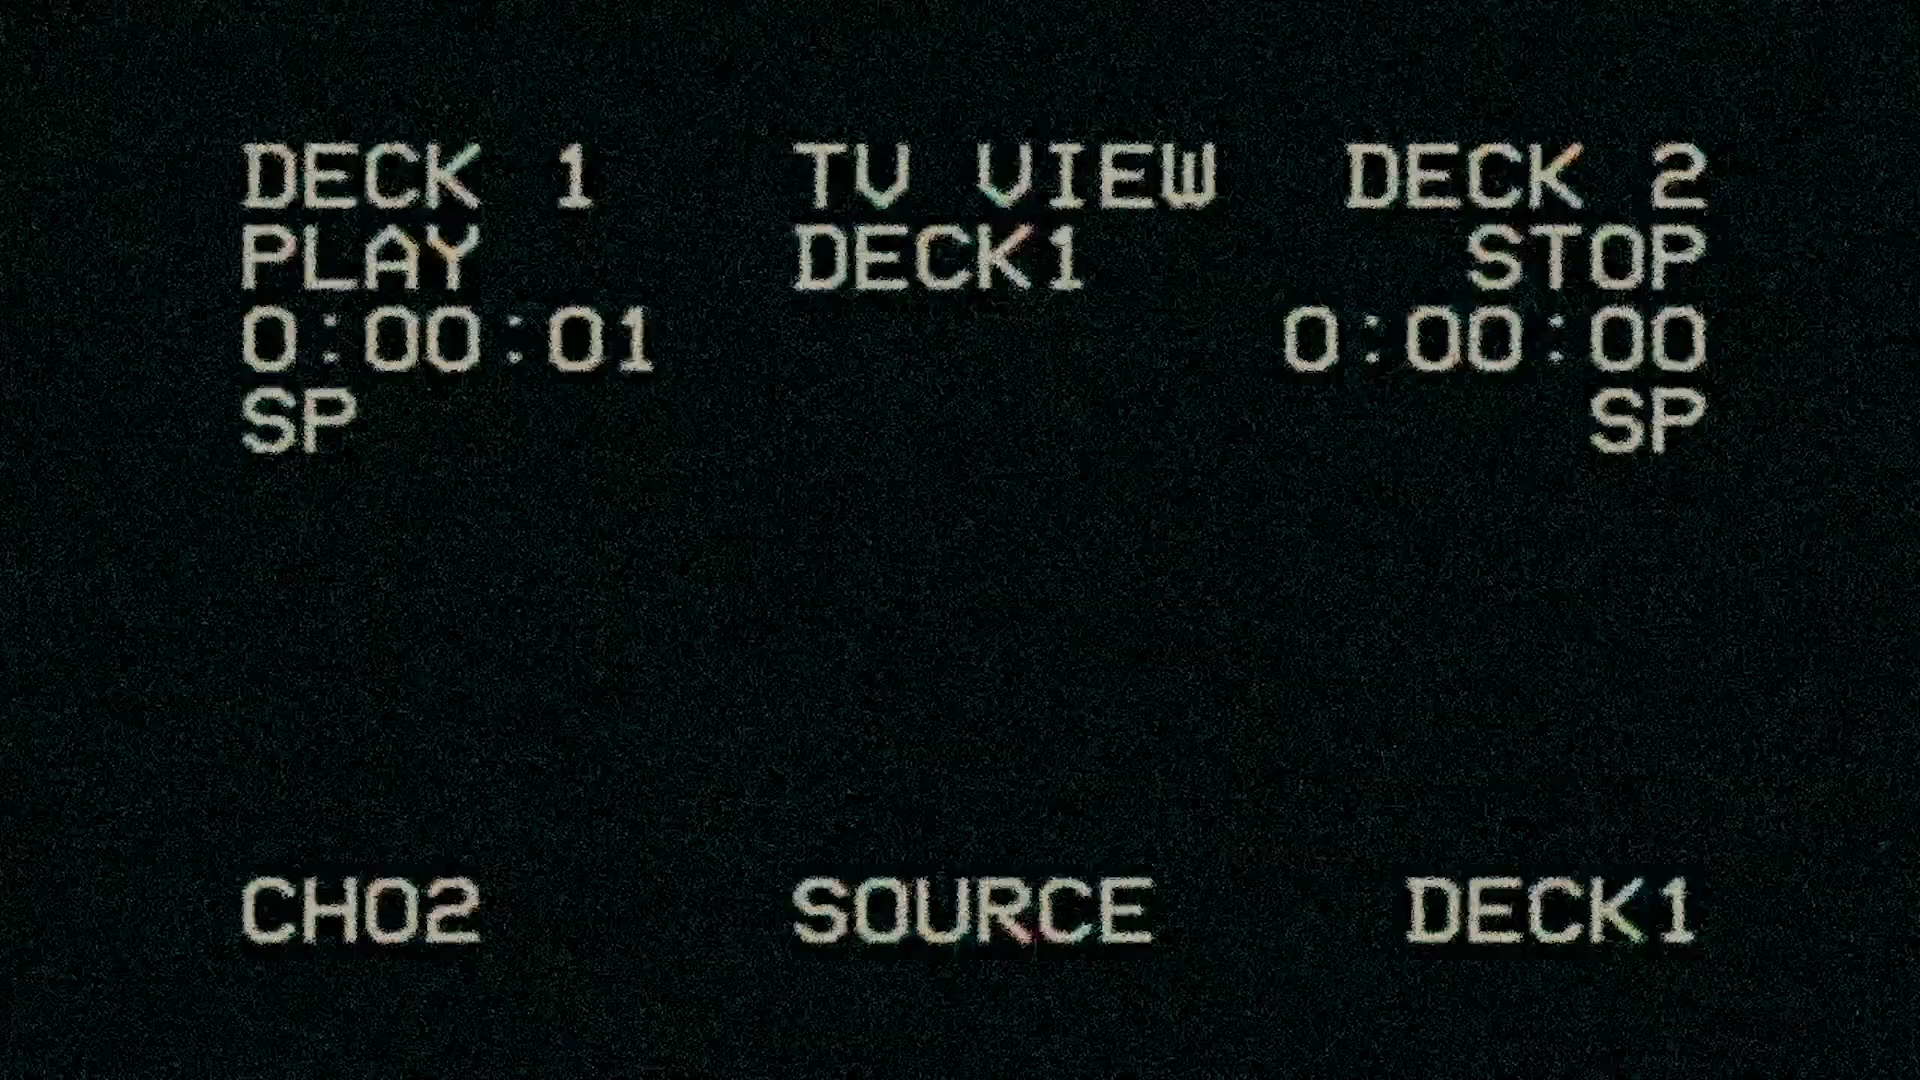 DECK 1 TV VIEW DECK 2
PLAY DECK1 STOP
0:00:01 0:00:00
SP SP
CH02 SOURCE DECK1